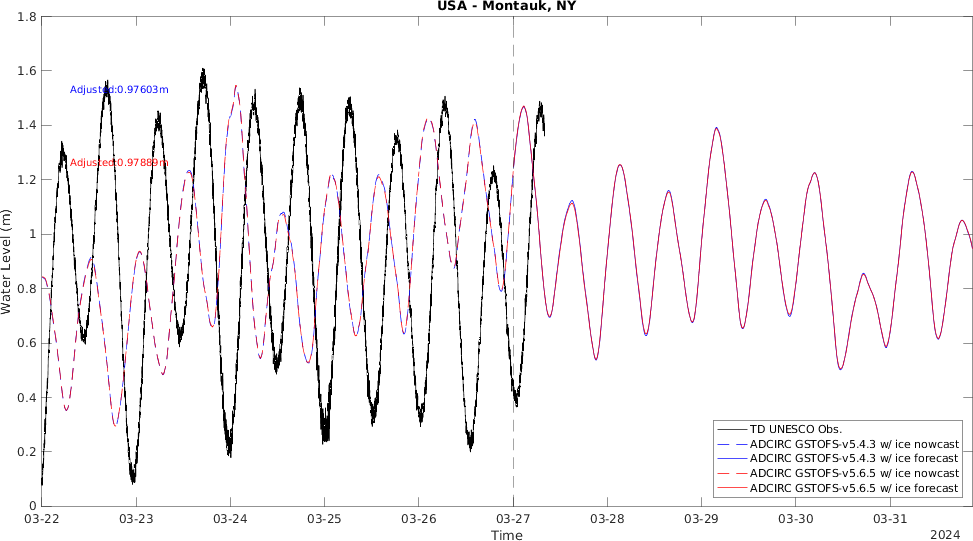 USA - Montauk, NY
1.8
1.6
1.4
1.2
1
0.8
0.6
0.4
0.2
0
Water Level (m)
Adjusted:0.97603m
Adjusted:0.97889m
TD UNESCO Obs.
ADCIRC GSTOFS-v5.4.3 w/ ice nowcast
ADCIRC GSTOFS-v5.4.3 w/ ice forecast
ADCIRC GSTOFS-v5.6.5 w/ ice nowcast
ADCIRC GSTOFS-v5.6.5 w/ ice forecast
03-22 03-23 03-24 03-25 03-26 03-27 03-28 03-29 03-30 03-31
Time
2024